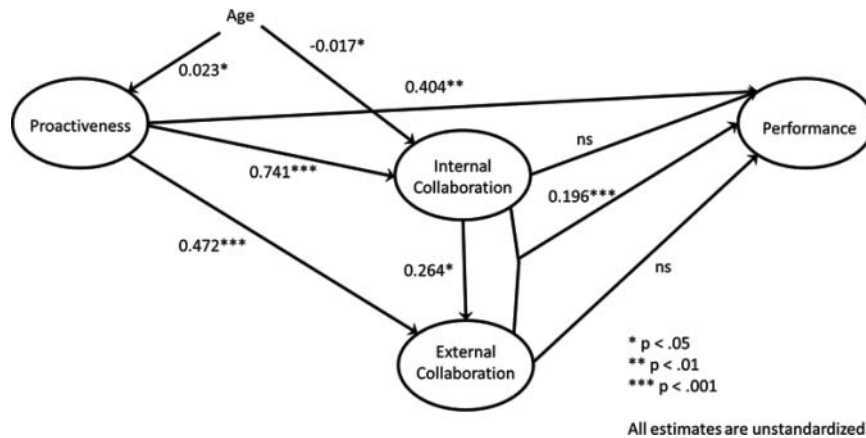 Age
-0.017*
0.023*
0.404**
Proactiveness
ns
Performance
Internal
Collaboration
0.741***
0.196***
0.472***
0.264*
ns
External
Collaboration
* p < .05
** p < .01
*** p < .001
All estimates are unstandardized